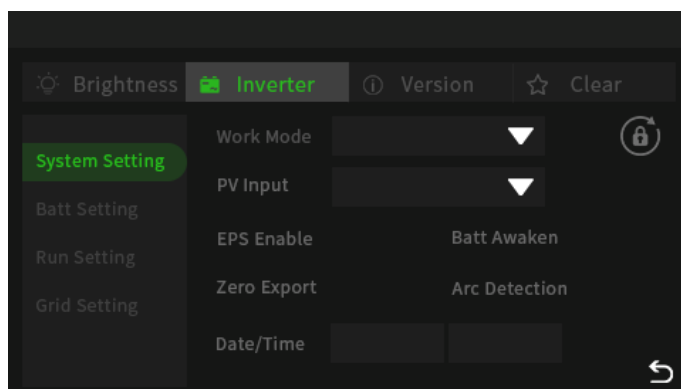 Brightness Inverter Version Clear
System Setting
Batt Setting
Run Setting
Grid Setting
Work Mode
PV Input
EPS Enable Batt Awaken
Zero Export Arc Detection
Date/Time